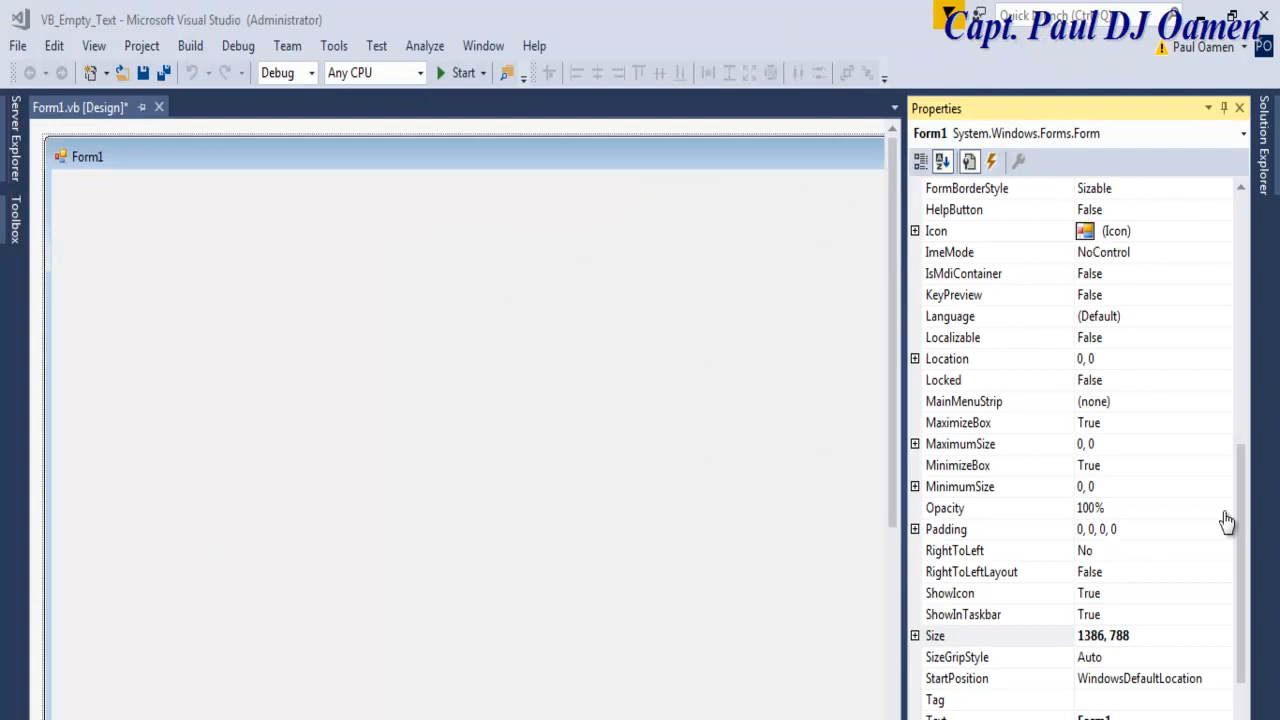 VB_Empty_Text - Microsoft Visual Studio (Administrator)
Quick Launch (Ctrl+Q)
Capt. Paul DJ Oamen
File Edit View Project Build Debug Team Tools Test Analyze Window Help
Paul Oamen PO
Debug Any CPU Start
Server Explorer
Toolbox
Form1.vb [Design]*
Form1
Properties
Solution Explorer
Form1 System.Windows.Forms.Form
FormBorderStyle Sizable
HelpButton False
Icon (Icon)
ImeMode NoControl
IsMdiContainer False
KeyPreview False
Language (Default)
Localizable False
Location 0, 0
Locked False
MainMenuStrip (none)
MaximizeBox True
MaximumSize 0, 0
MinimizeBox True
MinimumSize 0, 0
Opacity 100%
Padding 0, 0, 0, 0
RightToLeft No
RightToLeftLayout False
ShowIcon True
ShowInTaskbar True
Size 1386, 788
SizeGripStyle Auto
StartPosition WindowsDefaultLocation
Tag
Text Form1